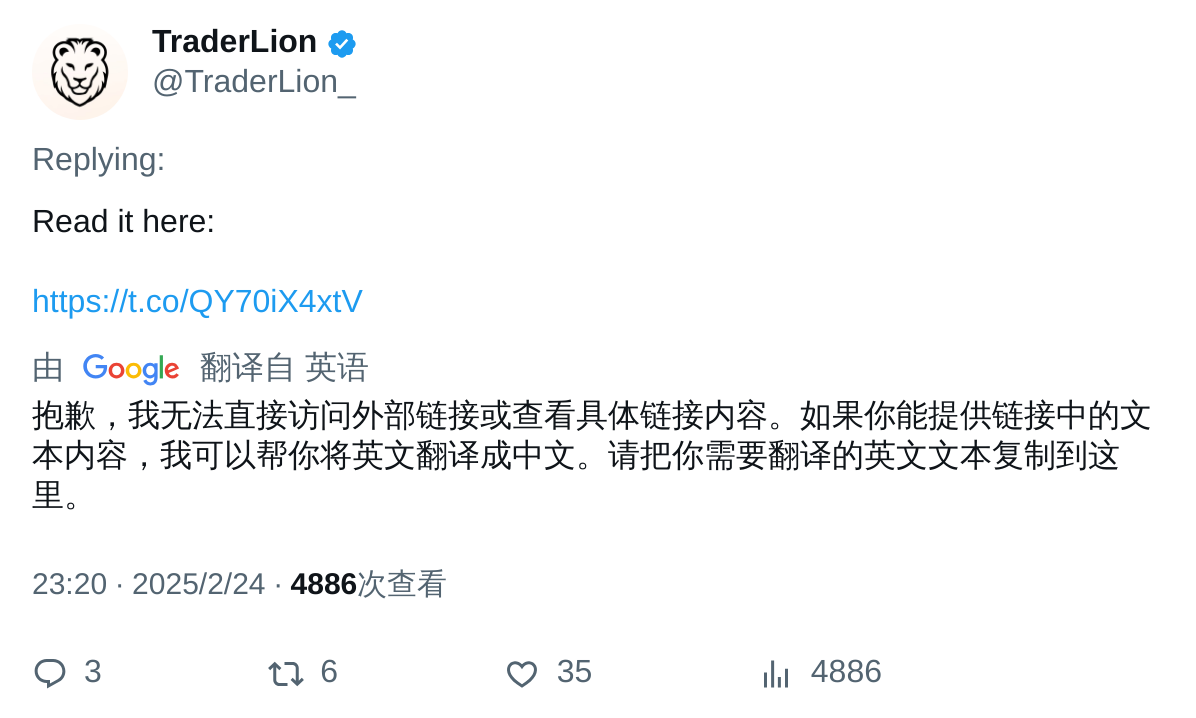 TraderLion
@TraderLion_
Replying:
Read it here:
https://t.co/QY70iX4xtV
由 Google 翻译自 英语
抱歉，我无法直接访问外部链接或查看具体链接内容。如果你能提供链接中的文
本内容，我可以帮你将英文翻译成中文。请把你需要翻译的英文文本复制到这
里。
23:20 · 2025/2/24 · 4886次查看
3 6 35 4886